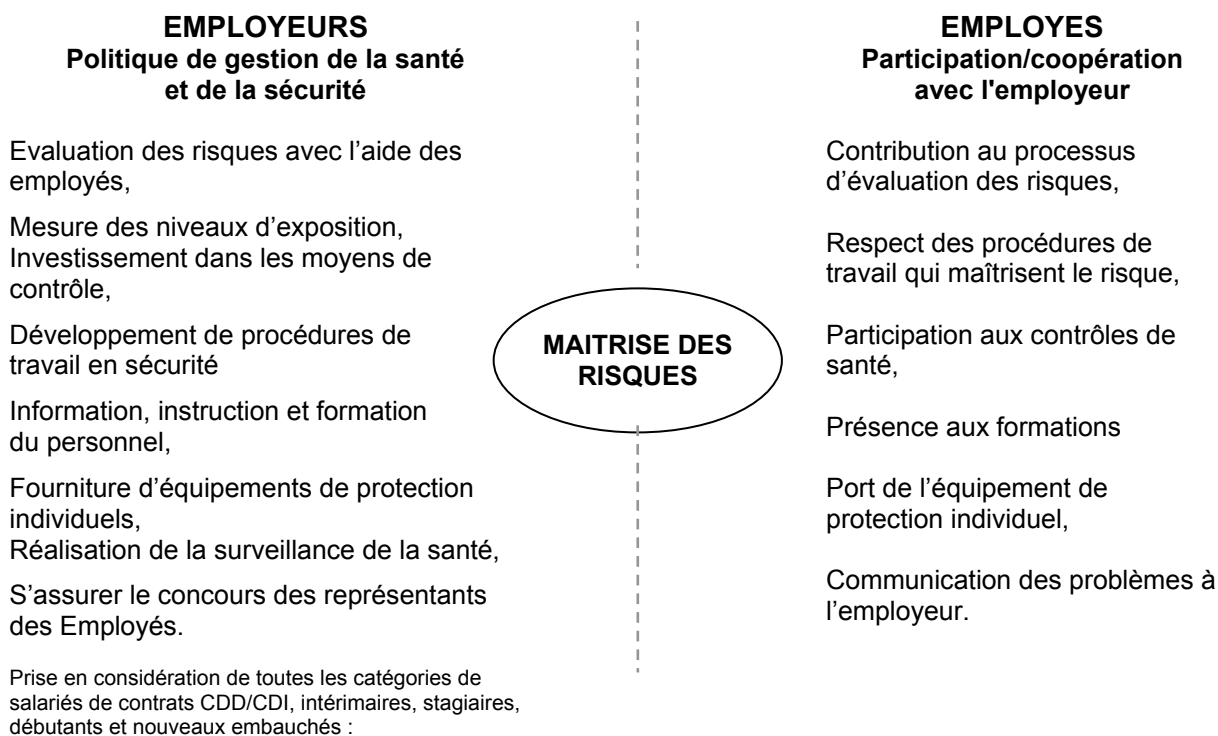 EMPLOYEURS
Politique de gestion de la santé
et de la sécurité
Evaluation des risques avec l’aide des
employés,
Mesure des niveaux d’exposition,
Investissement dans les moyens de
contrôle,
Développement de procédures de
travail en sécurité
Information, instruction et formation
du personnel,
Fourniture d’équipements de protection
individuels,
Réalisation de la surveillance de la santé,
S’assurer le concours des représentants
des Employés.
Prise en considération de toutes les catégories de
salariés de contrats CDD/CDI, intérimaires, stagiaires,
débutants et nouveaux embauchés :
MAITRISE DES
RISQUES
EMPLOYES
Participation/coopération
avec l'employeur
Contribution au processus
d’évaluation des risques,
Respect des procédures de
travail qui maîtrisent le risque,
Participation aux contrôles de
santé,
Présence aux formations
Port de l’équipement de
protection individuel,
Communication des problèmes à
l’employeur.